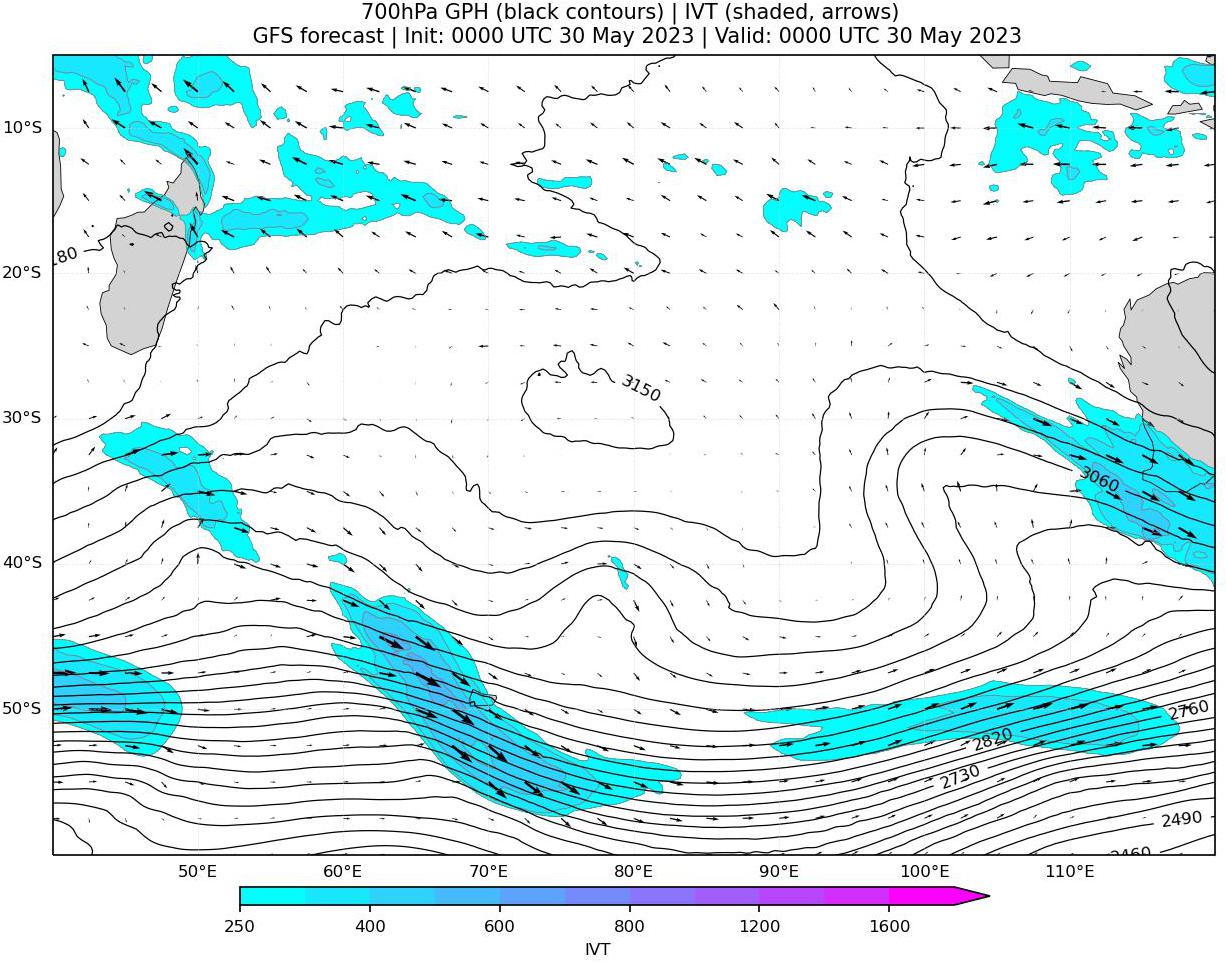 700hPa GPH (black contours) | IVT (shaded, arrows)
GFS forecast | Init: 0000 UTC 30 May 2023 | Valid: 0000 UTC 30 May 2023
10°S
80
20°S
3150
30°S
3060
40°S
50°S
2760
2820
2730
2490
2460
50°E 60°E 70°E 80°E 90°E 100°E 110°E
250 400 600 800 1200 1600
IVT